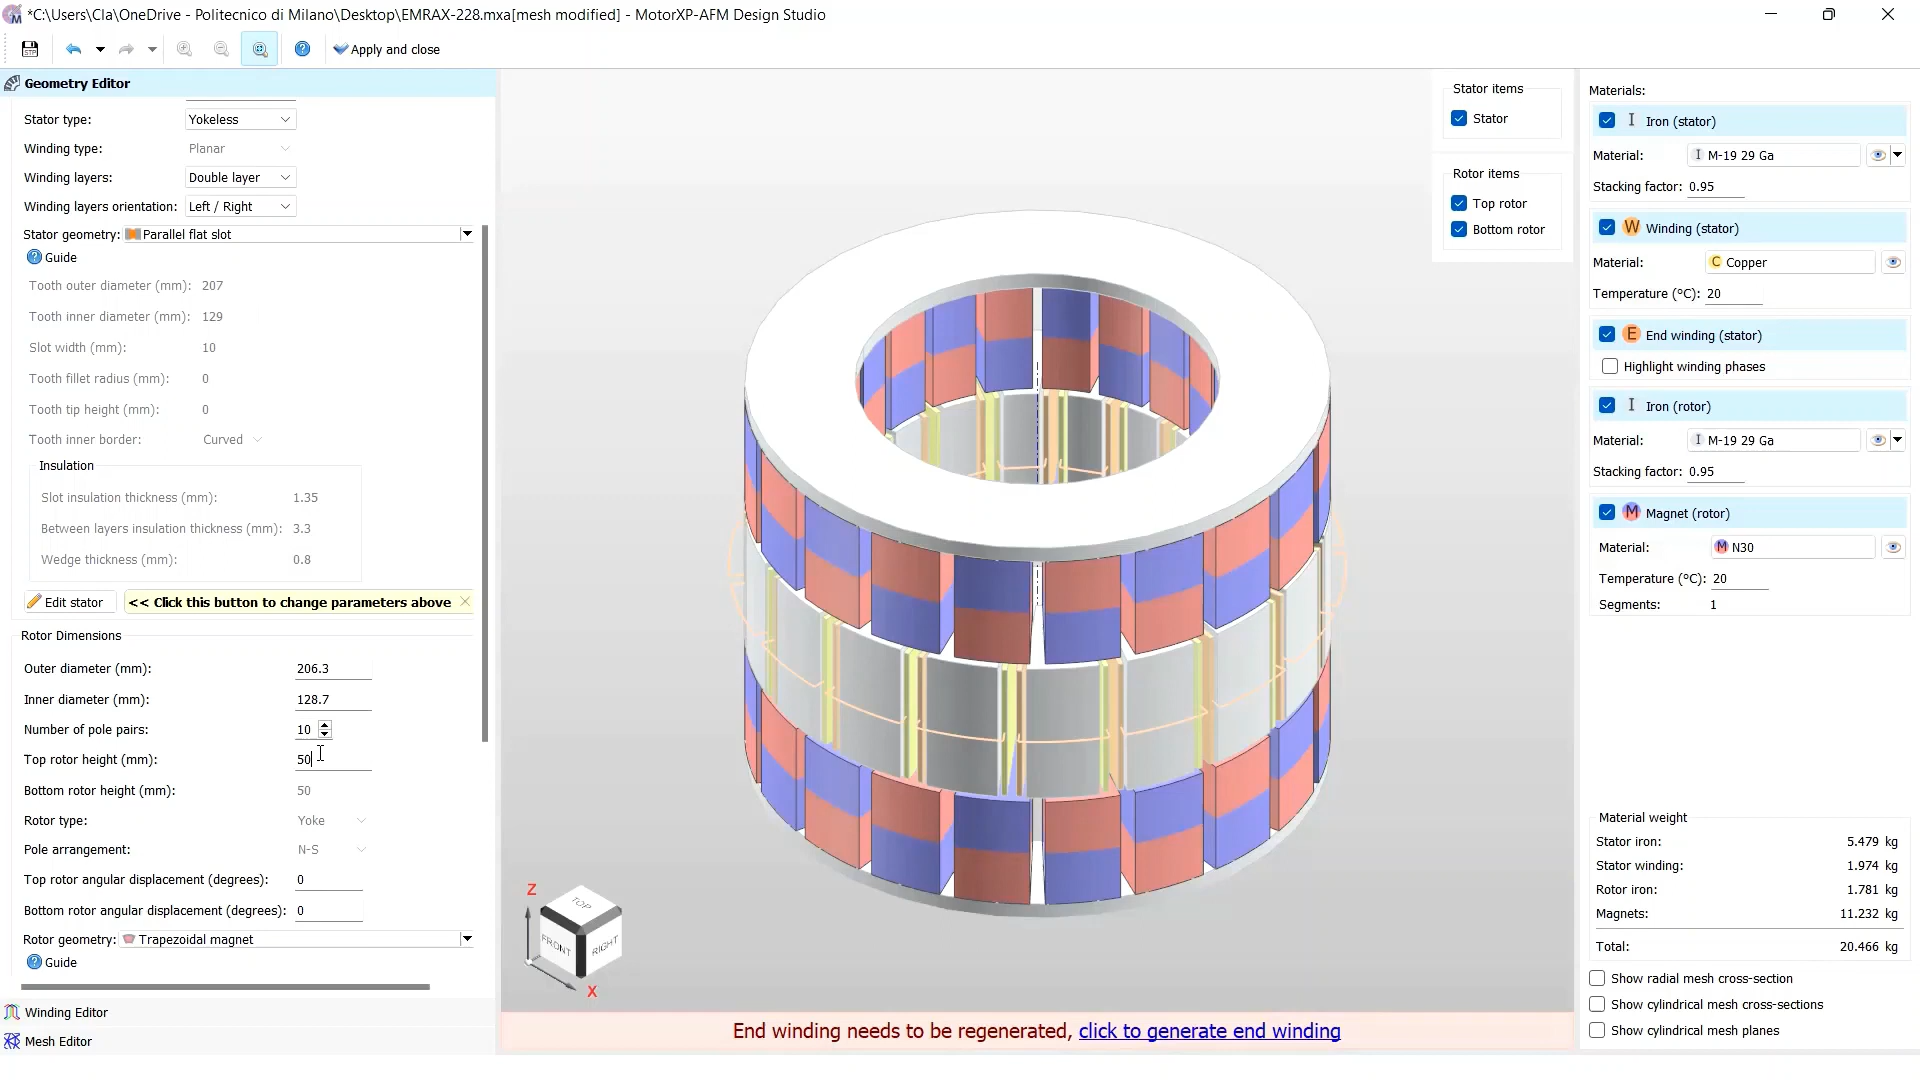 *C:\Users\Cla\OneDrive - Politecnico di Milano\Desktop\EMRAX-228.mxa[mesh modified] - MotorXP-AFM Design Studio
STP
Apply and close
Geometry Editor
Stator type: Yokeless
Winding type: Planar
Winding layers: Double layer
Winding layers orientation: Left / Right
Stator geometry: Parallel flat slot
Guide
Tooth outer diameter (mm): 207
Tooth inner diameter (mm): 129
Slot width (mm): 10
Tooth fillet radius (mm): 0
Tooth tip height (mm): 0
Tooth inner border: Curved
Insulation
Slot insulation thickness (mm): 1.35
Between layers insulation thickness (mm): 3.3
Wedge thickness (mm): 0.8
Edit stator << Click this button to change parameters above
Rotor Dimensions
Outer diameter (mm): 206.3
Inner diameter (mm): 128.7
Number of pole pairs: 10
Top rotor height (mm): 50
Bottom rotor height (mm): 50
Rotor type: Yoke
Pole arrangement: N-S
Top rotor angular displacement (degrees): 0
Bottom rotor angular displacement (degrees): 0
Rotor geometry: Trapezoidal magnet
Guide
Winding Editor
Mesh Editor
Z
TOP
FRONT RIGHT
X
End winding needs to be regenerated, click to generate end winding
Stator items
Stator
Rotor items
Top rotor
Bottom rotor
Materials:
I Iron (stator)
Material: I M-19 29 Ga
Stacking factor: 0.95
W Winding (stator)
Material: C Copper
Temperature (ºC): 20
E End winding (stator)
Highlight winding phases
I Iron (rotor)
Material: I M-19 29 Ga
Stacking factor: 0.95
M Magnet (rotor)
Material: M N30
Temperature (ºC): 20
Segments: 1
Material weight
Stator iron: 5.479 kg
Stator winding: 1.974 kg
Rotor iron: 1.781 kg
Magnets: 11.232 kg
Total: 20.466 kg
Show radial mesh cross-section
Show cylindrical mesh cross-sections
Show cylindrical mesh planes